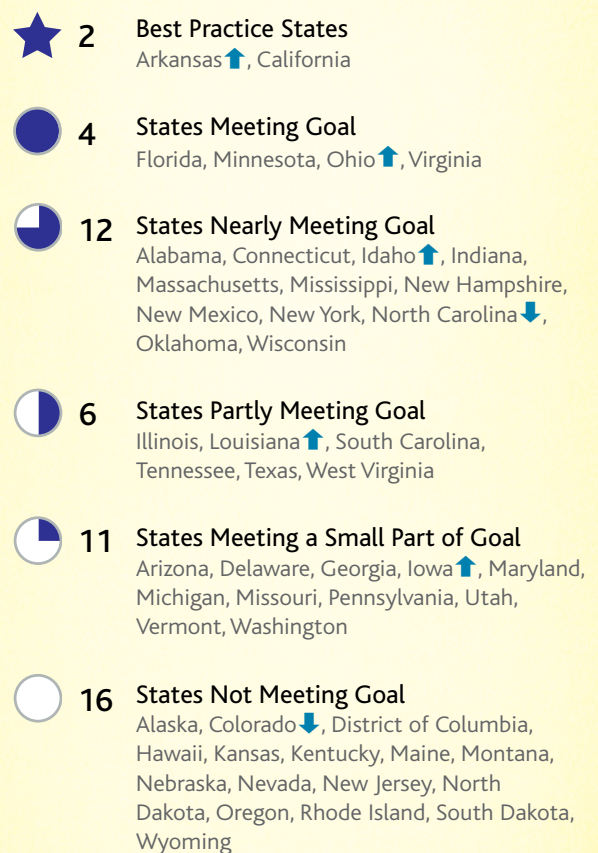 2 Best Practice States
Arkansas⬆, California
4 States Meeting Goal
Florida, Minnesota, Ohio⬆, Virginia
12 States Nearly Meeting Goal
Alabama, Connecticut, Idaho⬆, Indiana,
Massachusetts, Mississippi, New Hampshire,
New Mexico, New York, North Carolina⬇,
Oklahoma, Wisconsin
6 States Partly Meeting Goal
Illinois, Louisiana⬆, South Carolina,
Tennessee, Texas, West Virginia
11 States Meeting a Small Part of Goal
Arizona, Delaware, Georgia, Iowa⬆, Maryland,
Michigan, Missouri, Pennsylvania, Utah,
Vermont, Washington
16 States Not Meeting Goal
Alaska, Colorado⬇, District of Columbia,
Hawaii, Kansas, Kentucky, Maine, Montana,
Nebraska, Nevada, New Jersey, North
Dakota, Oregon, Rhode Island, South Dakota,
Wyoming